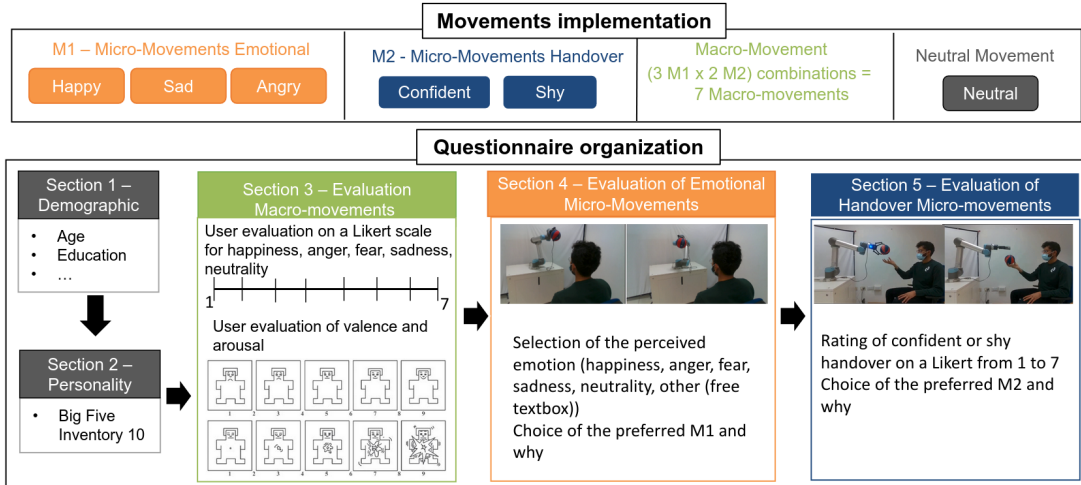 Movements implementation
M1 – Micro-Movements Emotional
Happy
Sad
Angry
M2 - Micro-Movements Handover
Confident
Shy
Macro-Movement
(3 M1 x 2 M2) combinations =
7 Macro-movements
Neutral Movement
Neutral
Questionnaire organization
Section 1 –
Demographic
• Age
• Education
• ...
Section 2 –
Personality
• Big Five
Inventory 10
Section 3 – Evaluation
Macro-movements
User evaluation on a Likert scale
for happiness, anger, fear, sadness,
neutrality
1 7
User evaluation of valence and
arousal
1 2 3 4 5 6 7 8 9
1 2 3 4 5 6 7 8 9
Section 4 – Evaluation of Emotional
Micro-Movements
Selection of the perceived
emotion (happiness, anger, fear,
sadness, neutrality, other (free
textbox))
Choice of the preferred M1 and
why
Section 5 – Evaluation of
Handover Micro-movements
Rating of confident or shy
handover on a Likert from 1 to 7
Choice of the preferred M2 and
why